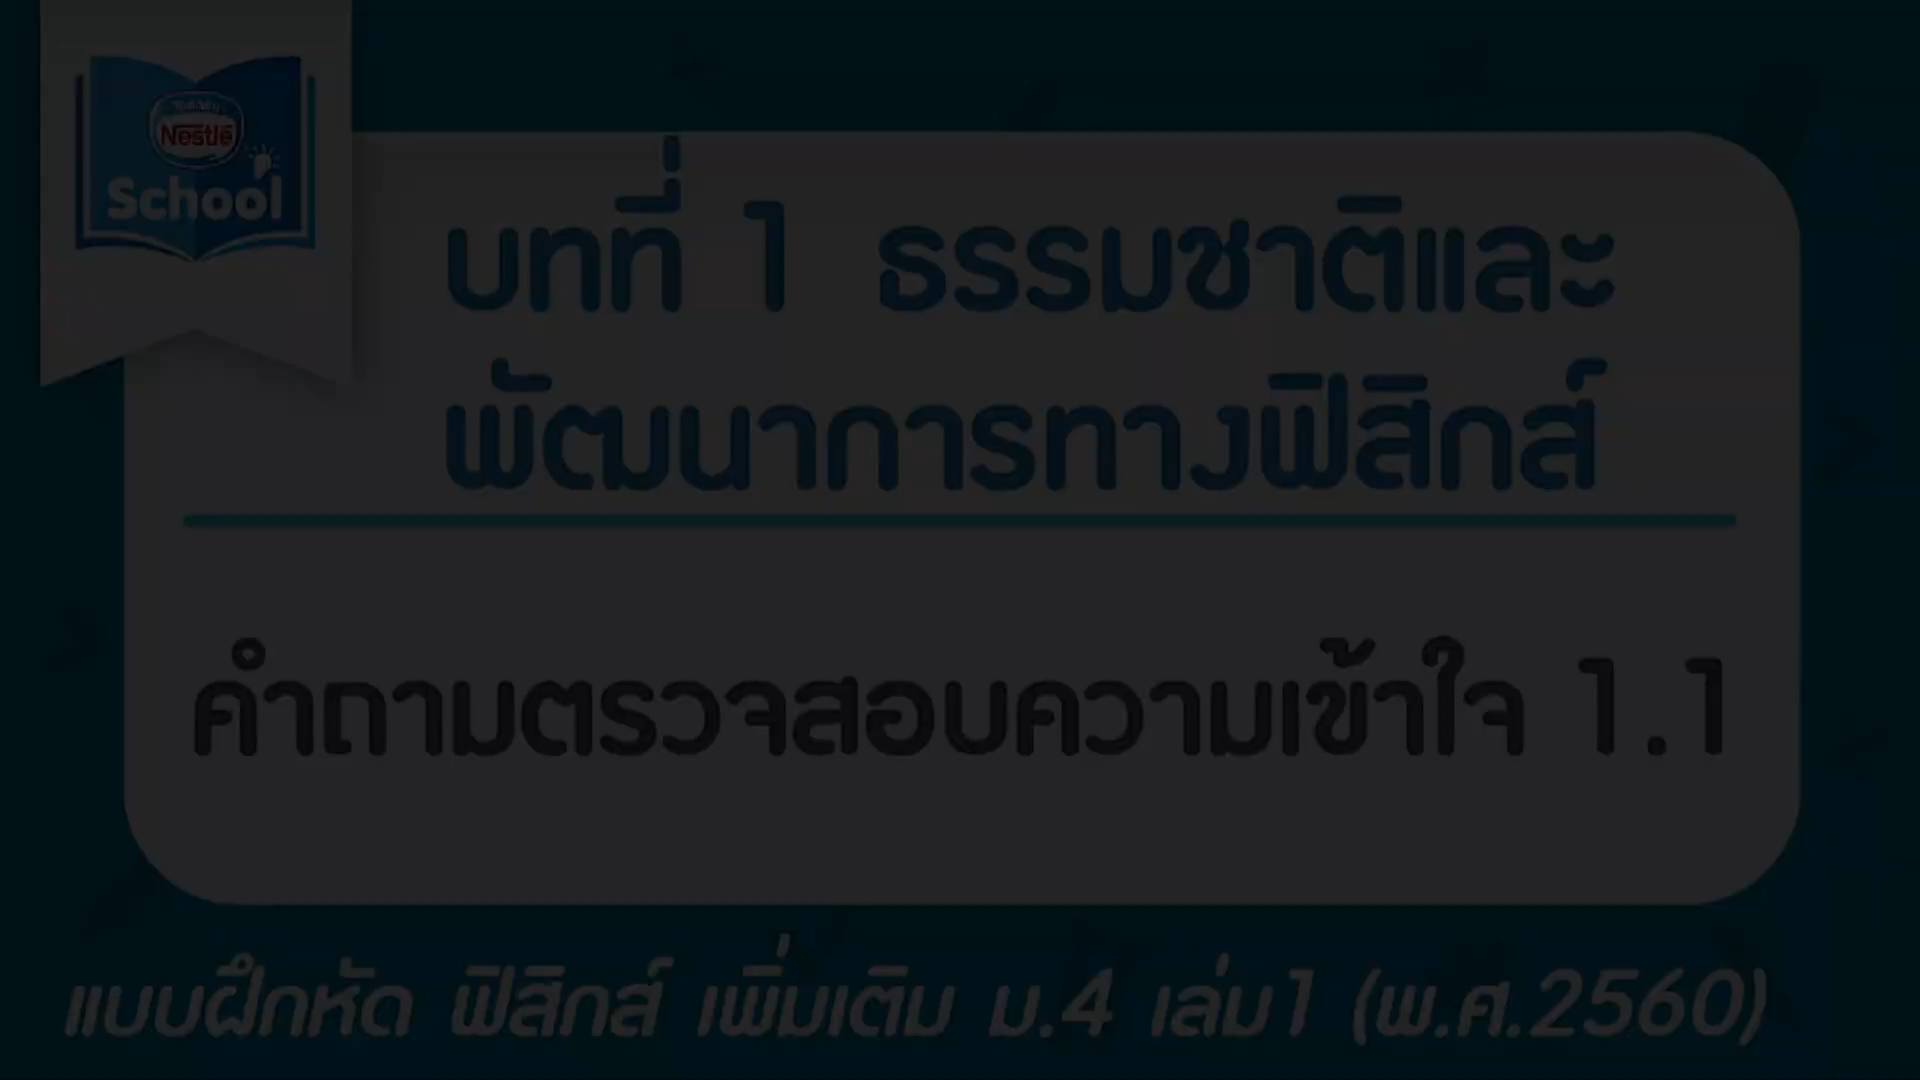 Nestlé
School
บทที่ 1 ธรรมชาติและ
พัฒนาการทางฟิสิกส์
คำถามตรวจสอบความเข้าใจ 1.1
แบบฝึกหัด ฟิสิกส์ เพิ่มเติม ม.4 เล่ม1 (พ.ศ.2560)